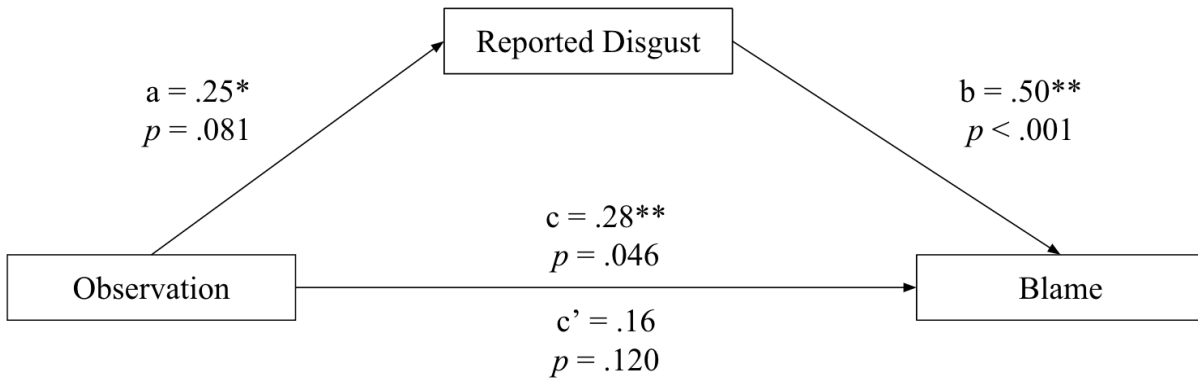 Reported Disgust
a = .25*
p = .081
b = .50**
p < .001
c = .28**
p = .046
Observation
Blame
c’ = .16
p = .120